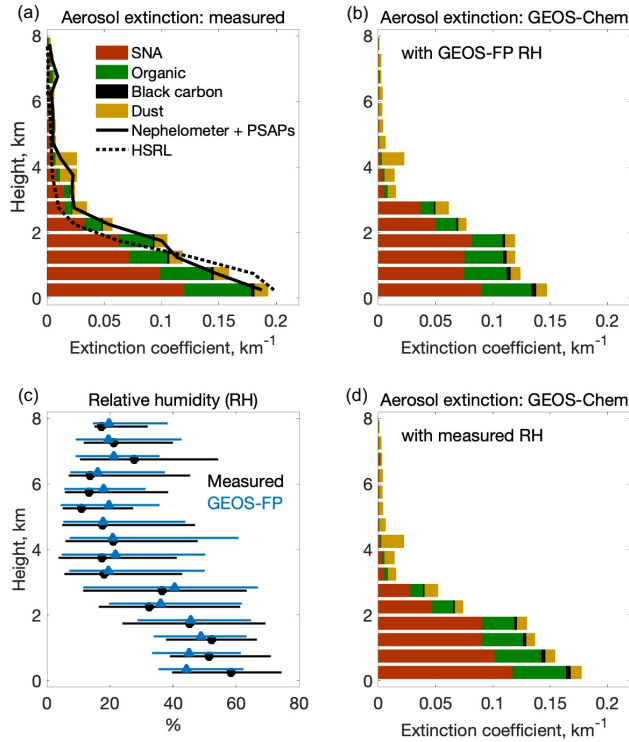 (a) Aerosol extinction: measured
8
6
4
2
0
Height, km
SNA
Organic
Black carbon
Dust
Nephelometer + PSAPs
HSRL
0 0.05 0.1 0.15 0.2
Extinction coefficient, km-1
(b) Aerosol extinction: GEOS-Chem
with GEOS-FP RH
8
6
4
2
0
0 0.05 0.1 0.15 0.2
Extinction coefficient, km-1
(c) Relative humidity (RH)
8
6
4
2
0
Height, km
Measured
GEOS-FP
0 20 40 60 80
%
(d) Aerosol extinction: GEOS-Chem
with measured RH
8
6
4
2
0
0 0.05 0.1 0.15 0.2
Extinction coefficient, km-1